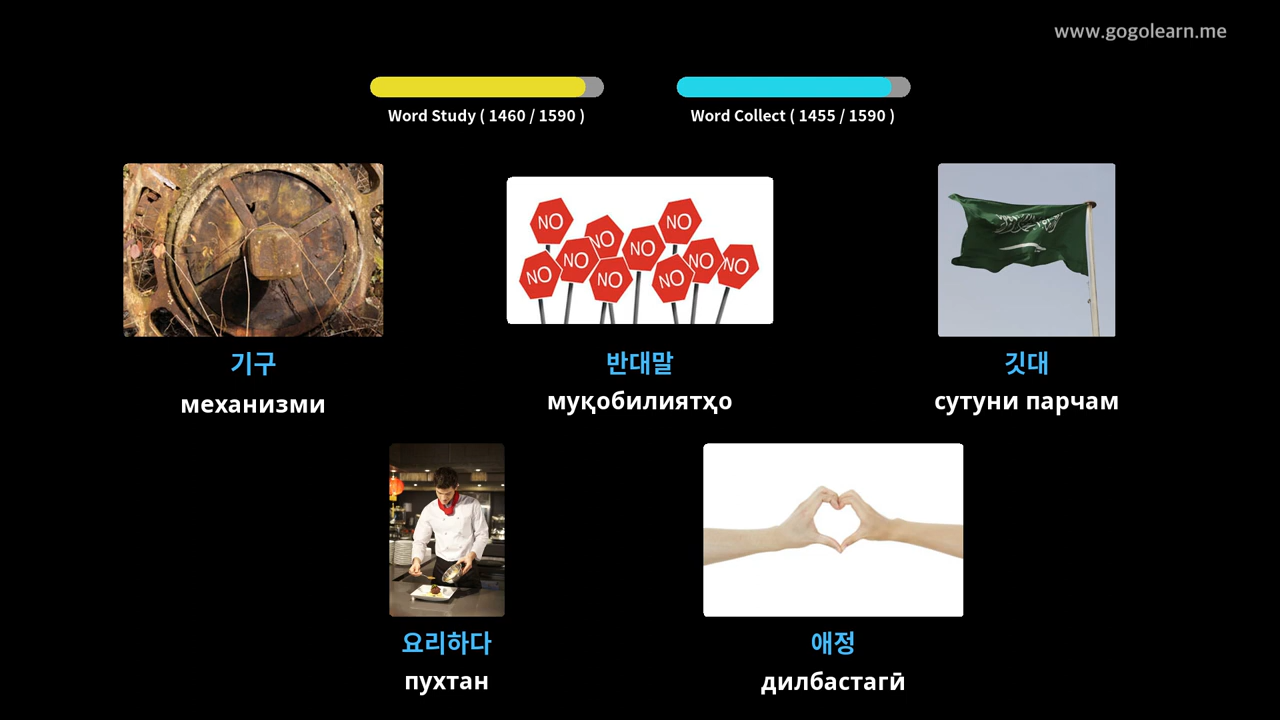 www.gogolearn.me
Word Study ( 1460 / 1590 )
Word Collect ( 1455 / 1590 )
NO
NO
NO
NO
NO
NO
NO
NO
NO
NO
기구
механизми
반대말
муқобилиятҳо
깃대
сутуни парчам
요리하다
пухтан
애정
дилбастагӣ